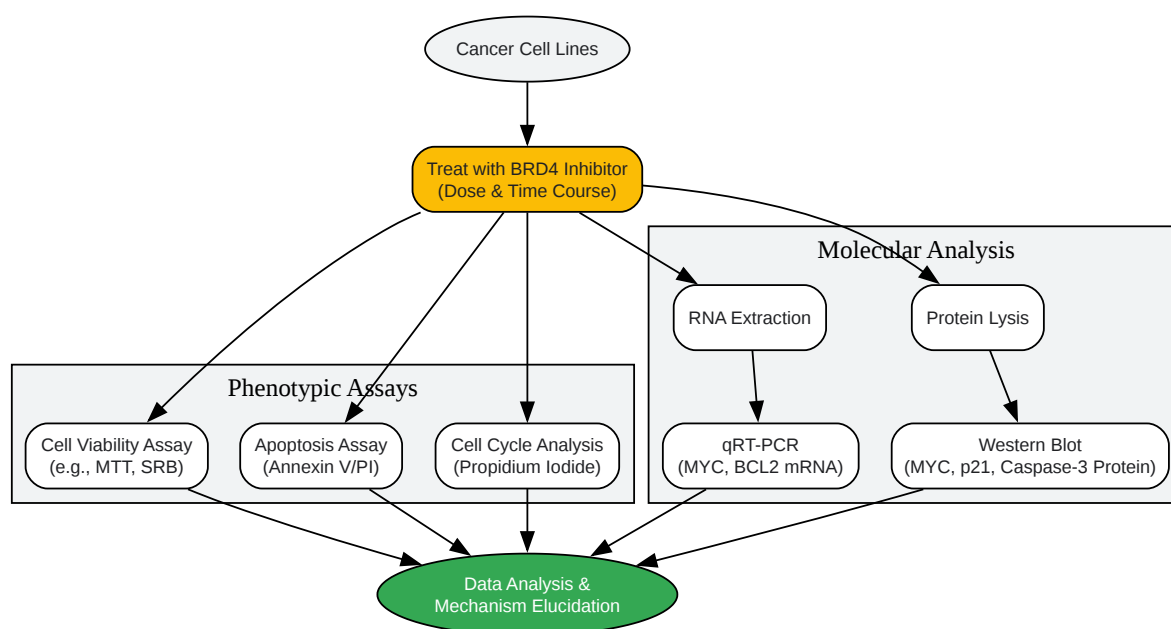 Cancer Cell Lines
Treat with BRD4 Inhibitor
(Dose & Time Course)
Molecular Analysis
RNA Extraction
Protein Lysis
Phenotypic Assays
Cell Viability Assay
(e.g., MTT, SRB)
Apoptosis Assay
(Annexin V/PI)
Cell Cycle Analysis
(Propidium Iodide)
qRT-PCR
(MYC, BCL2 mRNA)
Western Blot
(MYC, p21, Caspase-3 Protein)
Data Analysis &
Mechanism Elucidation